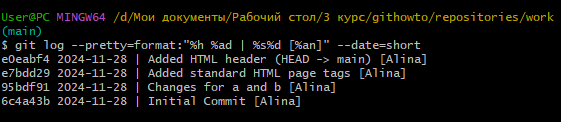 User@PC MINGW64 /d/Мои документы/Рабочий стол/3 курс/githowto/repositories/work
(main)
$ git log --pretty=format:"%h %ad | %s%d [%an]" --date=short
e0eabf4 2024-11-28 | Added HTML header (HEAD -> main) [Alina]
e7bdd29 2024-11-28 | Added standard HTML page tags [Alina]
95bdf91 2024-11-28 | Changes for a and b [Alina]
6c4a43b 2024-11-28 | Initial Commit [Alina]